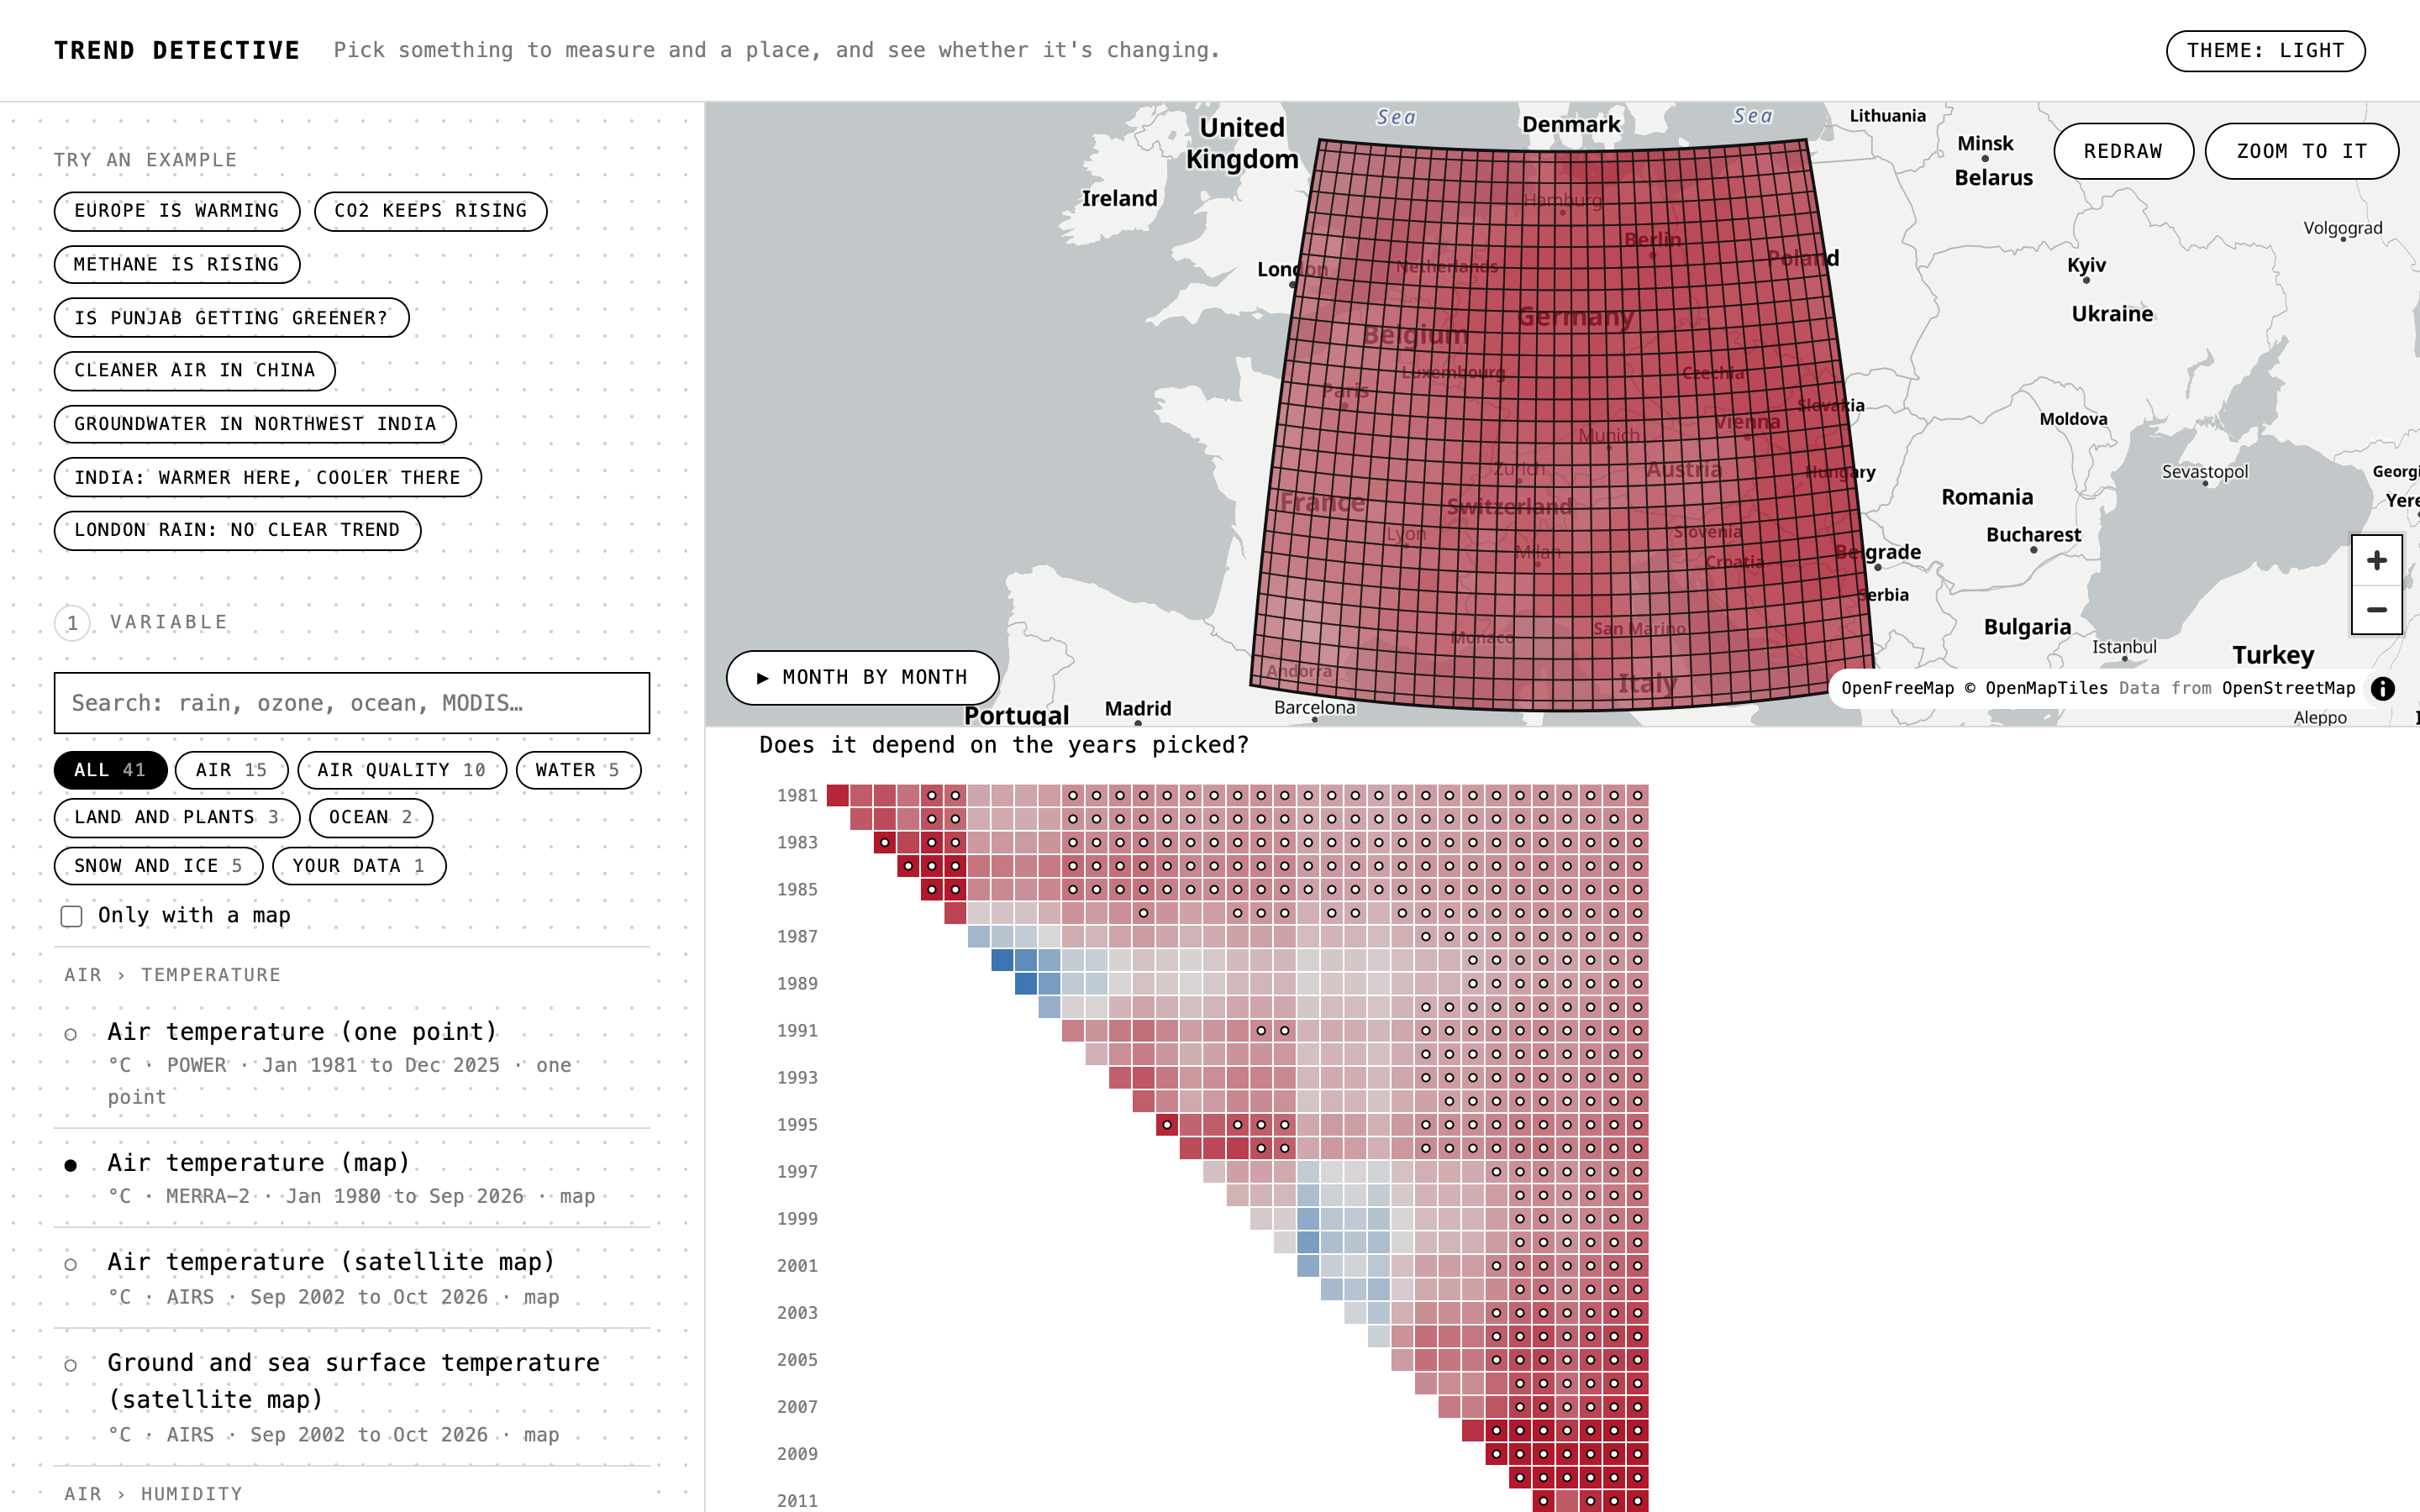 TREND DETECTIVE
Pick something to measure and a place, and see whether it's changing.
THEME: LIGHT
TRY AN EXAMPLE
EUROPE IS WARMING
CO2 KEEPS RISING
METHANE IS RISING
IS PUNJAB GETTING GREENER?
CLEANER AIR IN CHINA
GROUNDWATER IN NORTHWEST INDIA
INDIA: WARMER HERE, COOLER THERE
LONDON RAIN: NO CLEAR TREND
1 VARIABLE
Search: rain, ozone, ocean, MODIS…
ALL 41
AIR 15
AIR QUALITY 10
WATER 5
LAND AND PLANTS 3
OCEAN 2
SNOW AND ICE 5
YOUR DATA 1
Only with a map
AIR › TEMPERATURE
Air temperature (one point)
°C · POWER · Jan 1981 to Dec 2025 · one
point
Air temperature (map)
°C · MERRA-2 · Jan 1980 to Sep 2026 · map
Air temperature (satellite map)
°C · AIRS · Sep 2002 to Oct 2026 · map
Ground and sea surface temperature
(satellite map)
°C · AIRS · Sep 2002 to Oct 2026 · map
AIR › HUMIDITY
Sea
Sea
United
Kingdom
Denmark
Lithuania
Minsk
Belarus
REDRAW
ZOOM TO IT
Ireland
Hamburg
Volgograd
Berlin
London
Netherlands
Poland
Kyiv
Ukraine
Germany
Belgium
Luxembourg
Czechia
Paris
Slovakia
Vienna
Moldova
Munich
Zurich
Austria
Hungary
Sevastopol
France
Switzerland
Romania
Lyon
Slovenia
Bucharest
Milan
Croatia
Belgrade
Serbia
+
−
Monaco
San Marino
Bulgaria
Istanbul
Turkey
Andorra
Italy
▶ MONTH BY MONTH
OpenFreeMap © OpenMapTiles Data from OpenStreetMap
Portugal
Madrid
Barcelona
Aleppo
Does it depend on the years picked?
1981
1983
1985
1987
1989
1991
1993
1995
1997
1999
2001
2003
2005
2007
2009
2011